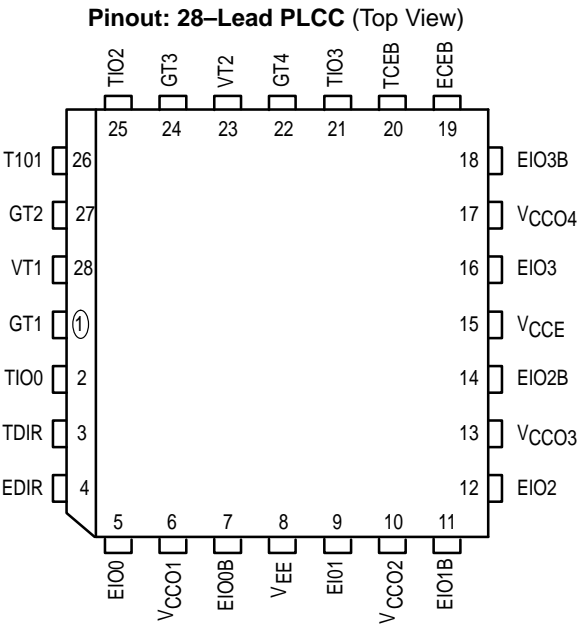 Pinout: 28–Lead PLCC (Top View)
TIO2 GT3 VT2 GT4 TIO3 TCEB ECEB
25 24 23 22 21 20 19
T101 26 18 EIO3B
GT2 27 17 VCCO4
VT1 28 16 EIO3
GT1 1 15 VCCE
TIO0 2 14 EIO2B
TDIR 3 13 VCCO3
EDIR 4 12 EIO2
5 6 7 8 9 10 11
EIO0 VCCO1 EIO0B VEE EI01 VCCO2 EIO1B